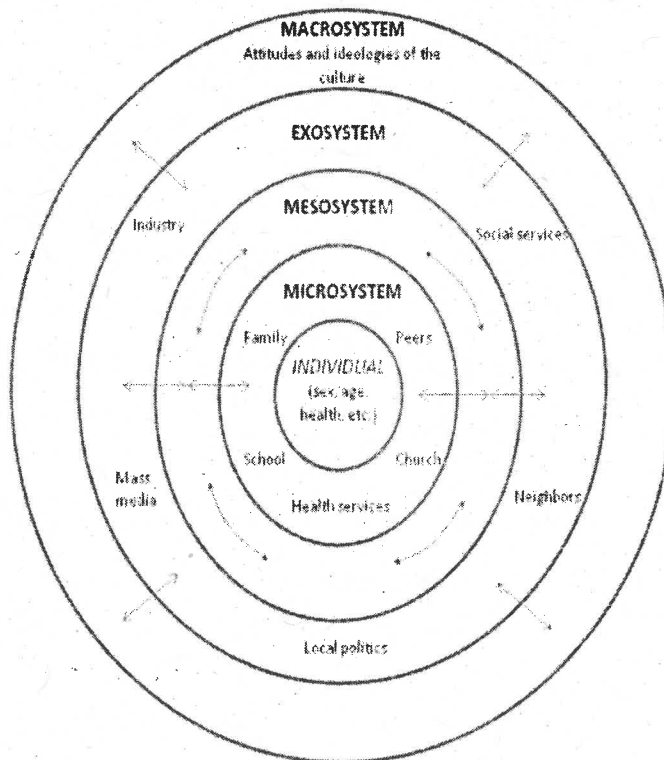 MACROSYSTEM
Attitudes and ideologies of the
culture
EXOSYSTEM
MESOSYSTEM
Industry
Social services
MICROSYSTEM
Family
Peers
INDIVIDUAL
(sex, age,
health, etc.)
School
Church
Mass
media
Health services
Neighbors
Local politics